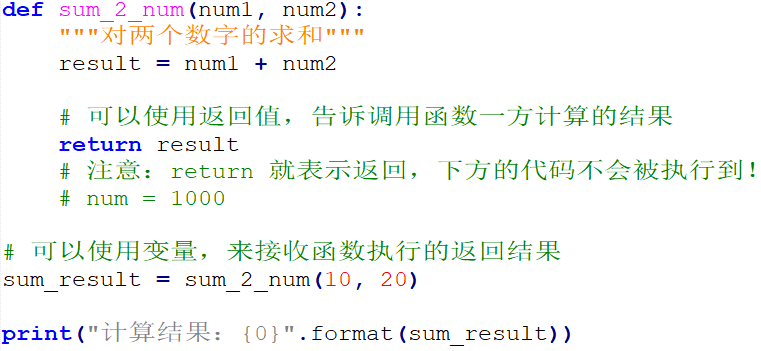 def sum_2_num(num1, num2):
    """对两个数字的求和"""
    result = num1 + num2

    # 可以使用返回值，告诉调用函数一方计算的结果
    return result
    # 注意：return 就表示返回，下方的代码不会被执行到！
    # num = 1000

# 可以使用变量，来接收函数执行的返回结果
sum_result = sum_2_num(10, 20)

print("计算结果：{0}".format(sum_result))